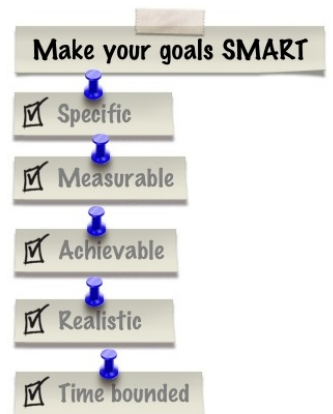 Make your goals SMART
Specific
Measurable
Achievable
Realistic
Time bounded